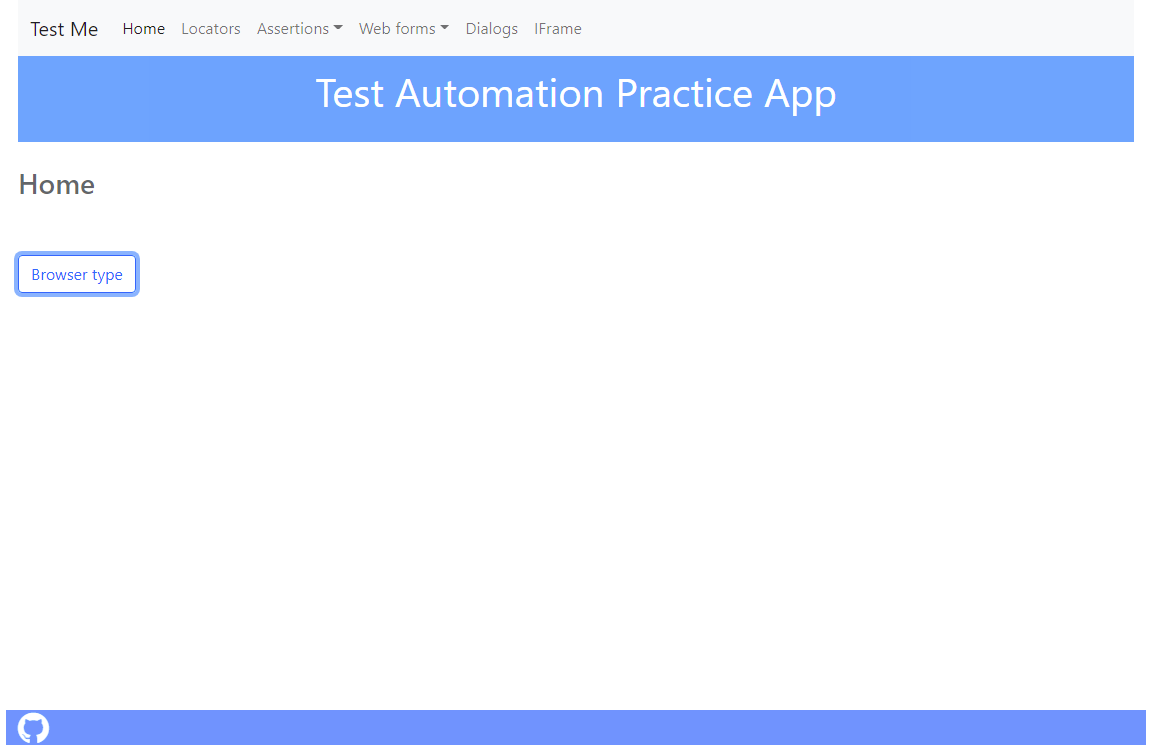 Test Me Home Locators Assertions Web forms Dialogs IFrame
Test Automation Practice App
Home
Browser type